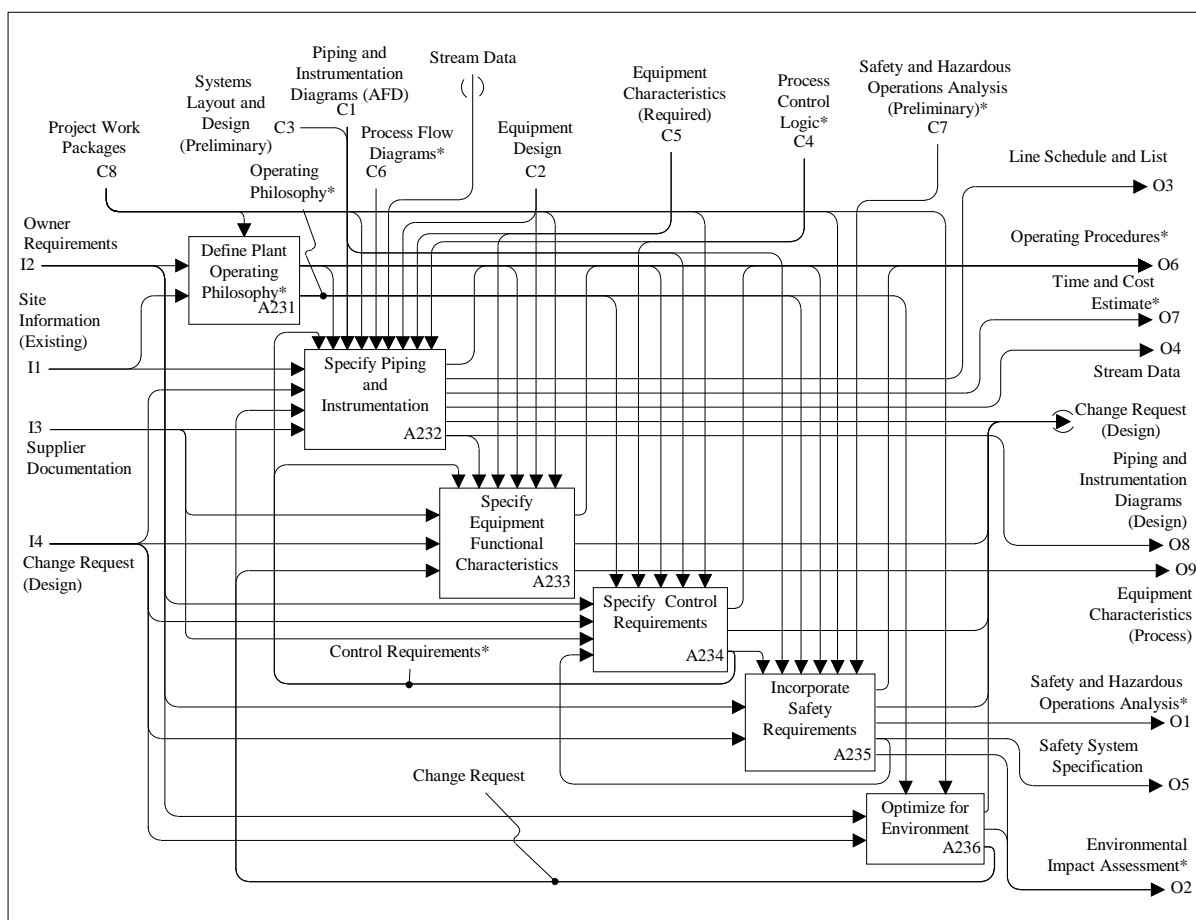 Piping and
Instrumentation
Diagrams (AFD)
C1
Stream Data
Systems
Layout and
Design
(Preliminary)
C3
Project Work
Packages
C8
Operating
Philosophy*
Process Flow
Diagrams*
C6
Equipment
Design
C2
Equipment
Characteristics
(Required)
C5
Process
Control
Logic*
C4
Safety and Hazardous
Operations Analysis
(Preliminary)*
C7
Line Schedule and List
O3
Owner
Requirements
I2
Define Plant
Operating
Philosophy*
A231
Operating Procedures*
O6
Site
Information
(Existing)
I1
Time and Cost
Estimate*
O7
O4
Stream Data
Specify Piping
and
Instrumentation
A232
I3
Supplier
Documentation
Change Request
(Design)
Piping and
Instrumentation
Diagrams
(Design)
O8
Specify
Equipment
Functional
Characteristics
A233
I4
Change Request
(Design)
O9
Equipment
Characteristics
(Process)
Specify Control
Requirements
A234
Control Requirements*
Incorporate
Safety
Requirements
A235
Safety and Hazardous
Operations Analysis*
O1
Safety System
Specification
O5
Change Request
Optimize for
Environment
A236
Environmental
Impact Assessment*
O2